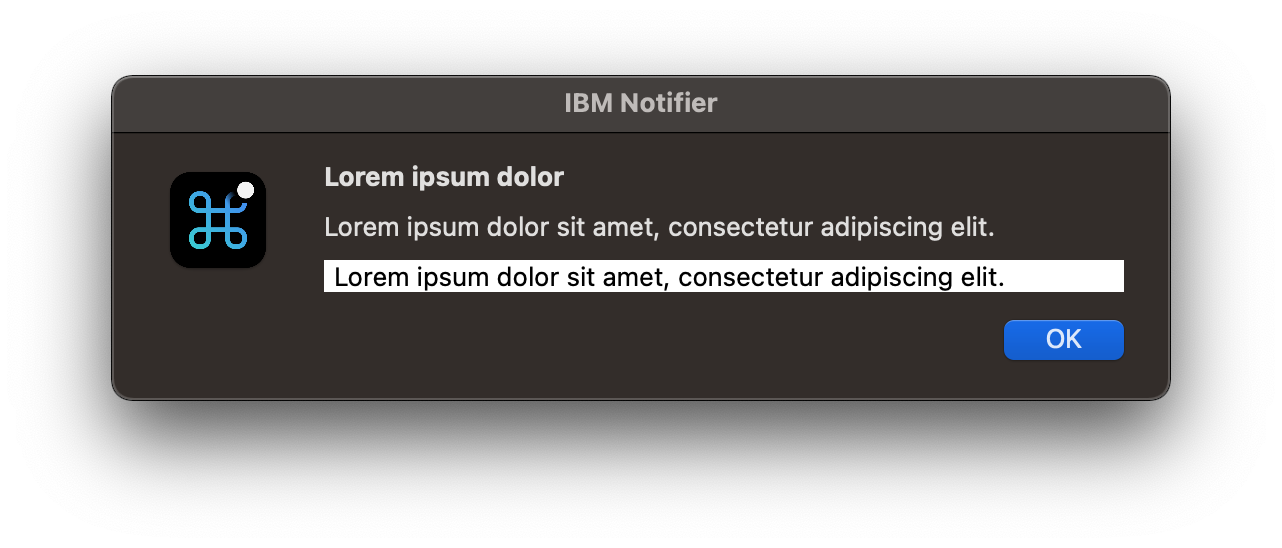 IBM Notifier
Lorem ipsum dolor
Lorem ipsum dolor sit amet, consectetur adipiscing elit.
Lorem ipsum dolor sit amet, consectetur adipiscing elit.
OK